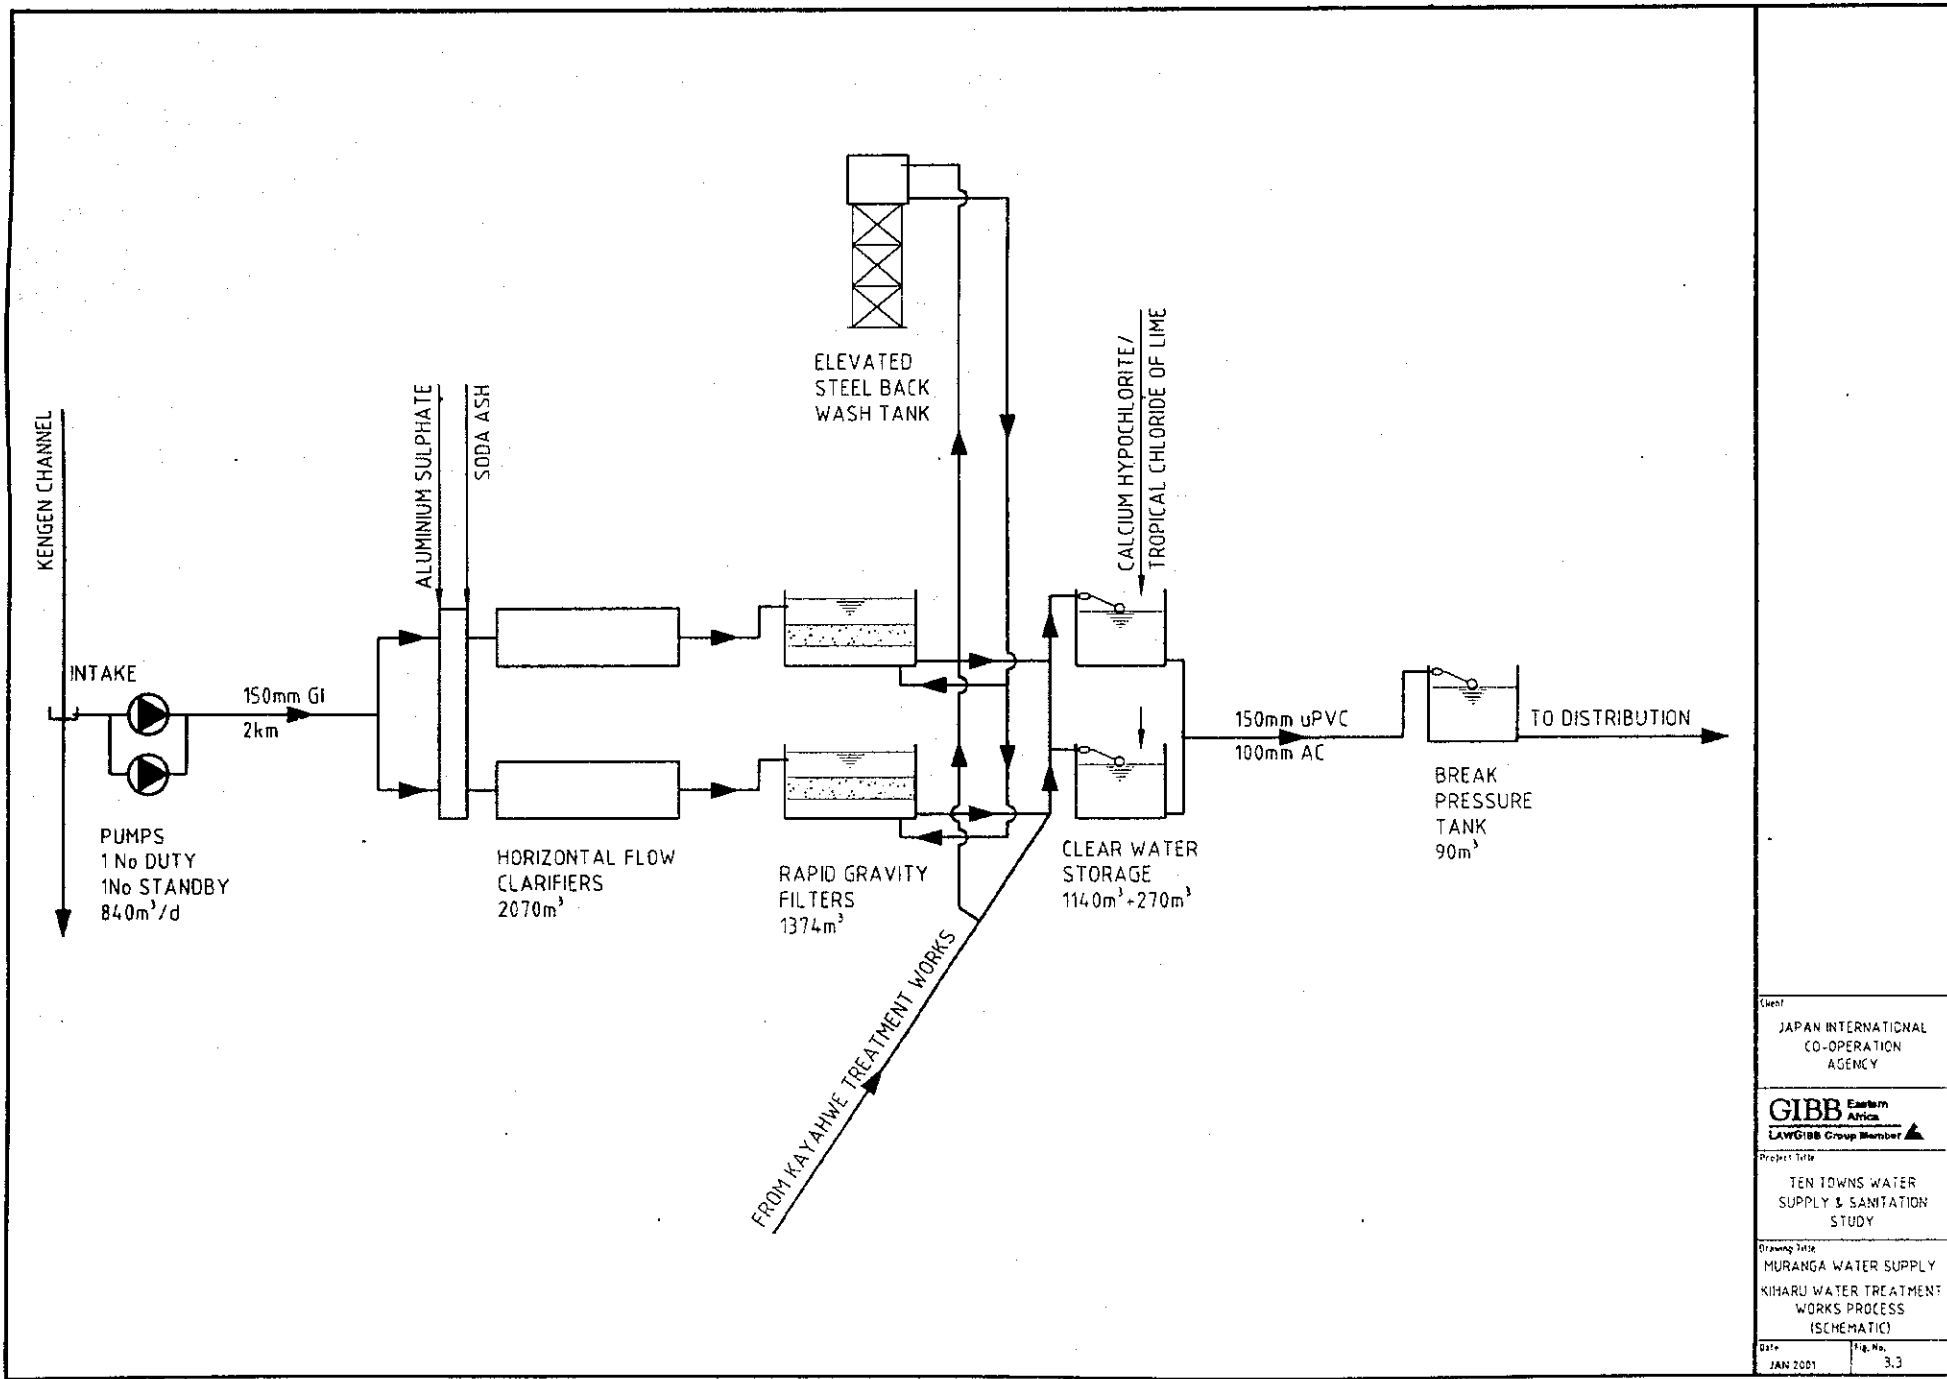 KENGEN CHANNEL
INTAKE
PUMPS
1 No DUTY
1No STANDBY
840m³/d
150mm GI
2km
ALUMINIUM SULPHATE
SODA ASH
HORIZONTAL FLOW
CLARIFIERS
2070m³
ELEVATED
STEEL BACK
WASH TANK
RAPID GRAVITY
FILTERS
1374m³
FROM KAYAHWE TREATMENT WORKS
CALCIUM HYPOCHLORITE/
TROPICAL CHLORIDE OF LIME
CLEAR WATER
STORAGE
1140m³+270m³
150mm uPVC
100mm AC
BREAK
PRESSURE
TANK
90m³
TO DISTRIBUTION
Client
JAPAN INTERNATIONAL
CO-OPERATION
AGENCY
GIBB Eastern
Africa
LAWGIBB Group Member
Project Title
TEN TOWNS WATER
SUPPLY & SANITATION
STUDY
Drawing Title
MURANGA WATER SUPPLY
KIHARU WATER TREATMENT
WORKS PROCESS
(SCHEMATIC)
Date
JAN 2001
Fig. No.
3.3